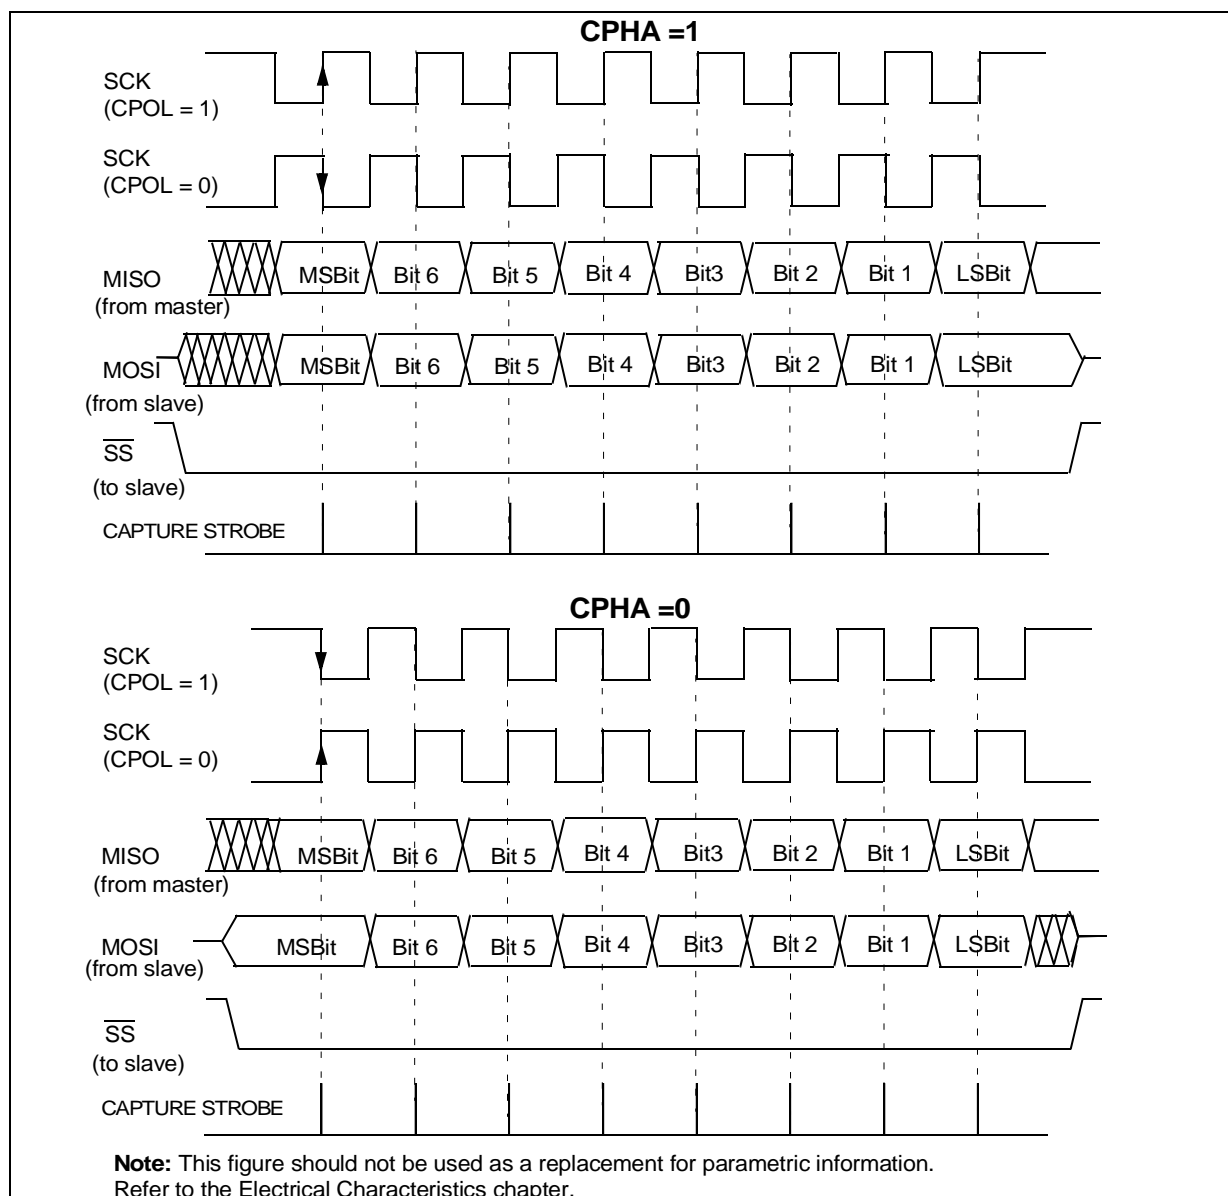 CPHA =1
SCK
(CPOL = 1)
SCK
(CPOL = 0)
MISO
(from master)
MSBit Bit 6 Bit 5 Bit 4 Bit3 Bit 2 Bit 1 LSBit
MOSI
(from slave)
MSBit Bit 6 Bit 5 Bit 4 Bit3 Bit 2 Bit 1 LSBit
SS
(to slave)
CAPTURE STROBE
CPHA =0
SCK
(CPOL = 1)
SCK
(CPOL = 0)
MISO
(from master)
MSBit Bit 6 Bit 5 Bit 4 Bit3 Bit 2 Bit 1 LSBit
MOSI
(from slave)
MSBit Bit 6 Bit 5 Bit 4 Bit3 Bit 2 Bit 1 LSBit
SS
(to slave)
CAPTURE STROBE
Note: This figure should not be used as a replacement for parametric information.
Refer to the Electrical Characteristics chapter.